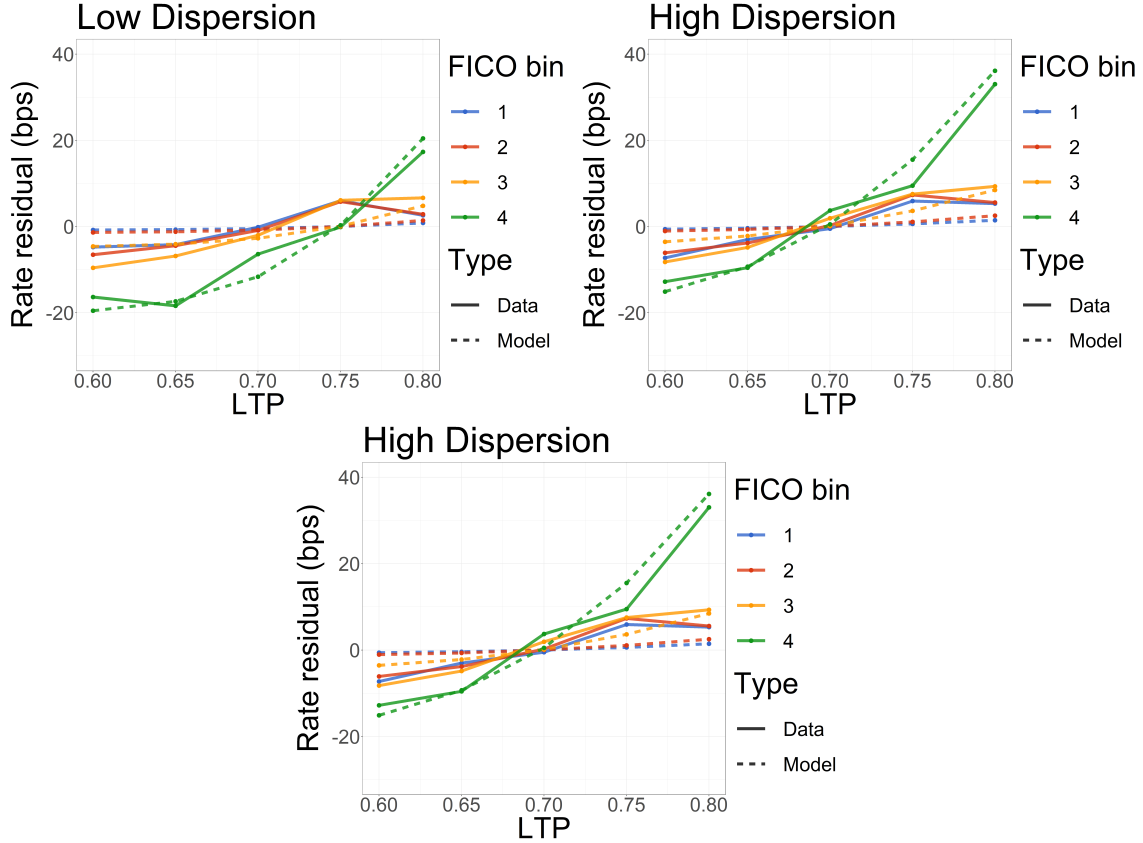 Low Dispersion
Rate residual (bps)
40
20
0
-20
0.60 0.65 0.70 0.75 0.80
LTP
FICO bin
1
2
3
4
Type
Data
Model
High Dispersion
Rate residual (bps)
40
20
0
-20
0.60 0.65 0.70 0.75 0.80
LTP
FICO bin
1
2
3
4
Type
Data
Model
High Dispersion
Rate residual (bps)
40
20
0
-20
0.60 0.65 0.70 0.75 0.80
LTP
FICO bin
1
2
3
4
Type
Data
Model